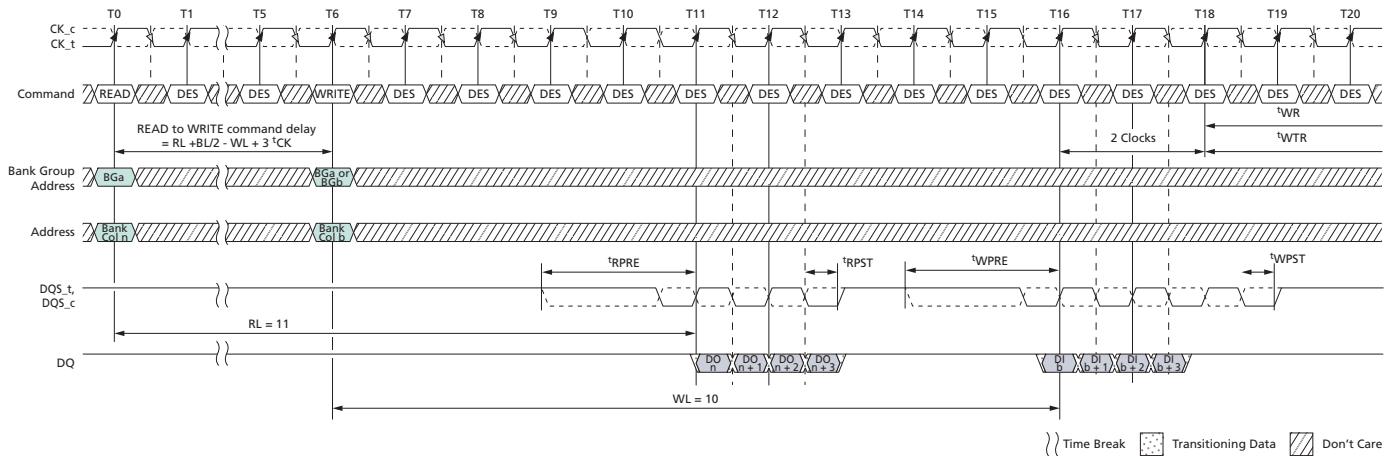 T0 T1 T5 T6 T7 T8 T9 T10 T11 T12 T13 T14 T15 T16 T17 T18 T19 T20
CK_c
CK_t
Command READ DES DES WRITE DES DES DES DES DES DES DES DES DES DES DES DES DES DES
tWR
READ to WRITE command delay
= RL +BL/2 - WL + 3 tCK
2 Clocks tWTR
Bank Group
Address
BGa
BGa or
BGb
Address
Bank
Col n
Bank
Col b
tRPRE tRPST tWPRE tWPST
DQS_t,
DQS_c
RL = 11
DQ
DO
n
DO
n + 1
DO
n + 2
DO
n + 3
DI
b
DI
b + 1
DI
b + 2
DI
b + 3
WL = 10
Time Break Transitioning Data Don't Care